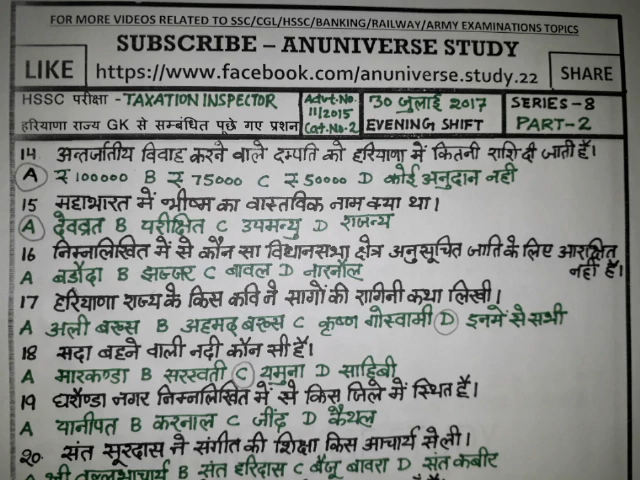 FOR MORE VIDEOS RELATED TO SSC/CGL/HSSC/BANKING/RAILWAY/ARMY EXAMINATIONS TOPICS
SUBSCRIBE – ANUNIVERSE STUDY
LIKE https://www.facebook.com/anuniverse.study.22 SHARE
HSSC परीक्षा - TAXATION INSPECTOR Advt.No. 11/2015 30 जुलाई 2017 SERIES-8
हरियाणा राज्य GK से सम्बंधित पूछे गए प्रशन Cat.No.2 EVENING SHIFT PART-2
14 अन्तर्जातीय विवाह करने वाले दम्पति को हरियाणा में कितनी राशि दी जाती है।
A ₹ 100000 B ₹ 75000 C ₹ 50000 D कोई अनुदान नही
15 महाभारत में भीष्म का वास्तविक नाम क्या था।
A देवव्रत B परीक्षित C उपमन्यु D राजन्य
16 निम्नलिखित में से कौन सा विधानसभा क्षेत्र अनुसूचित जाति के लिए आरक्षित नहीं है।
A बडौदा B झज्जर C बावल D नारनौल
17 हरियाणा राज्य के किस कवि ने सागों की रागिनी कथा लिखी।
A अली बख्स B अहमद बख्स C कृष्ण गोस्वामी D इनमें से सभी
18 सदा बहने वाली नदी कौन सी है।
A मारकण्डा B सरस्वती C यमुना D साहिबी
19 घरौण्डा नगर निम्नलिखित में से किस जिले में स्थित है।
A पानीपत B करनाल C जींद D कैथल
20. संत सूरदास ने संगीत की शिक्षा किस आचार्य से ली।
A श्री वल्लभाचार्य B संत हरिदास C बैजू बावरा D संत कबीर